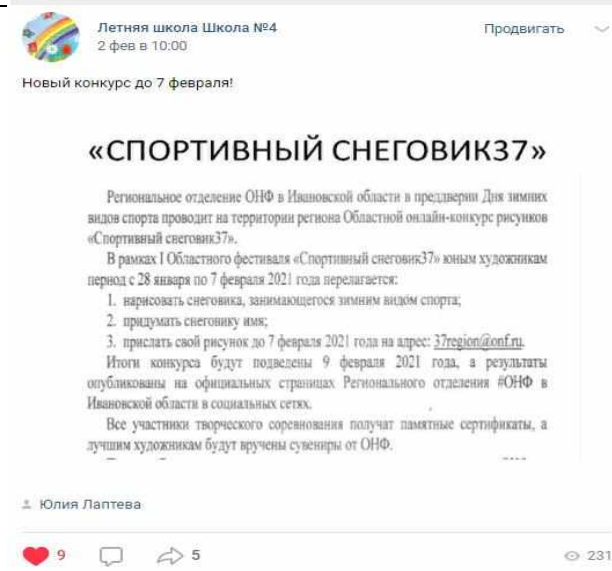 Летняя школа Школа №4
Продвигать
2 фев в 10:00
Новый конкурс до 7 февраля!
«СПОРТИВНЫЙ СНЕГОВИК37»
Региональное отделение ОНФ в Ивановской области в преддверии Дня зимних
видов спорта проводит на территории региона Областной онлайн-конкурс рисунков
«Спортивный снеговик37».
В рамках I Областного фестиваля «Спортивный снеговик37» юным художникам
период с 28 января по 7 февраля 2021 года перелагается:
1. нарисовать снеговика, занимающегося зимним видом спорта;
2. придумать снеговику имя;
3. прислать свой рисунок до 7 февраля 2021 года на адрес: 37region@onf.ru.
Итоги конкурса будут подведены 9 февраля 2021 года, а результаты
опубликованы на официальных страницах Регионального отделения #ОНФ в
Ивановской области в социальных сетях.
Все участники творческого соревнования получат памятные сертификаты, а
лучшим художникам будут вручены сувениры от ОНФ.
Юлия Лаптева
9
5
231